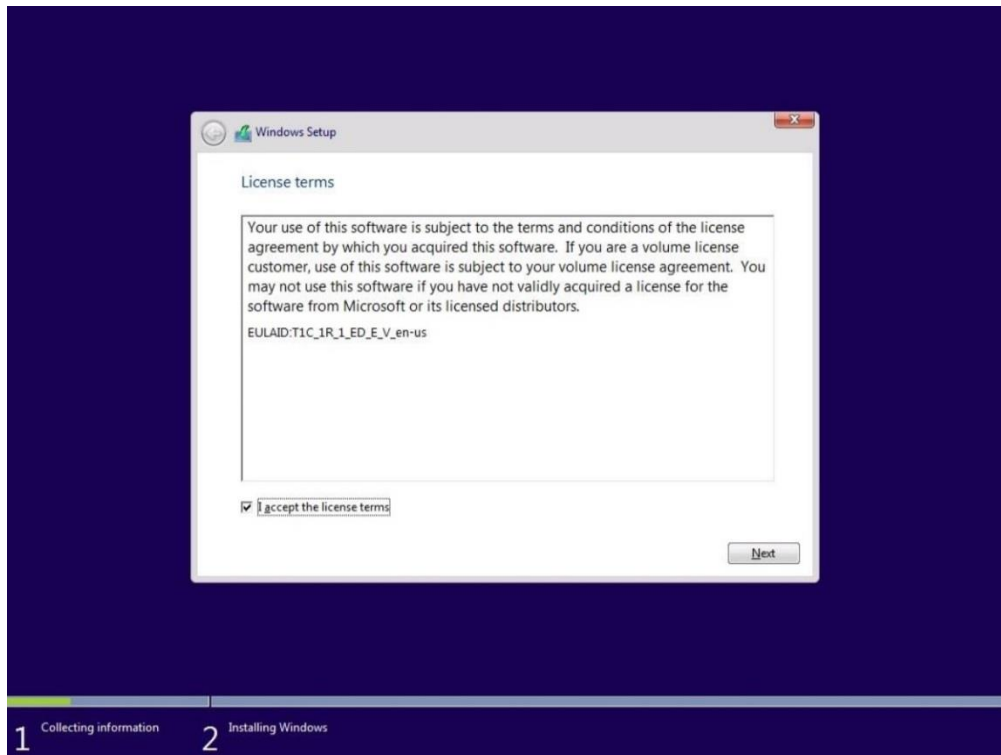 Windows Setup
License terms
Your use of this software is subject to the terms and conditions of the license
agreement by which you acquired this software.  If you are a volume license
customer, use of this software is subject to your volume license agreement.  You
may not use this software if you have not validly acquired a license for the
software from Microsoft or its licensed distributors.
EULAID:T1C_1R_1_ED_E_V_en-us
I accept the license terms
Next
1 Collecting information 2 Installing Windows